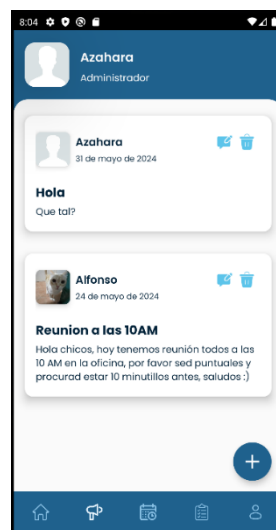 8:04
Azahara
Administrador
Azahara
31 de mayo de 2024
Hola
Que tal?
Alfonso
24 de mayo de 2024
Reunion a las 10AM
Hola chicos, hoy tenemos reunión todos a las
10 AM en la oficina, por favor sed puntuales y
procurad estar 10 minutillos antes, saludos :)
+